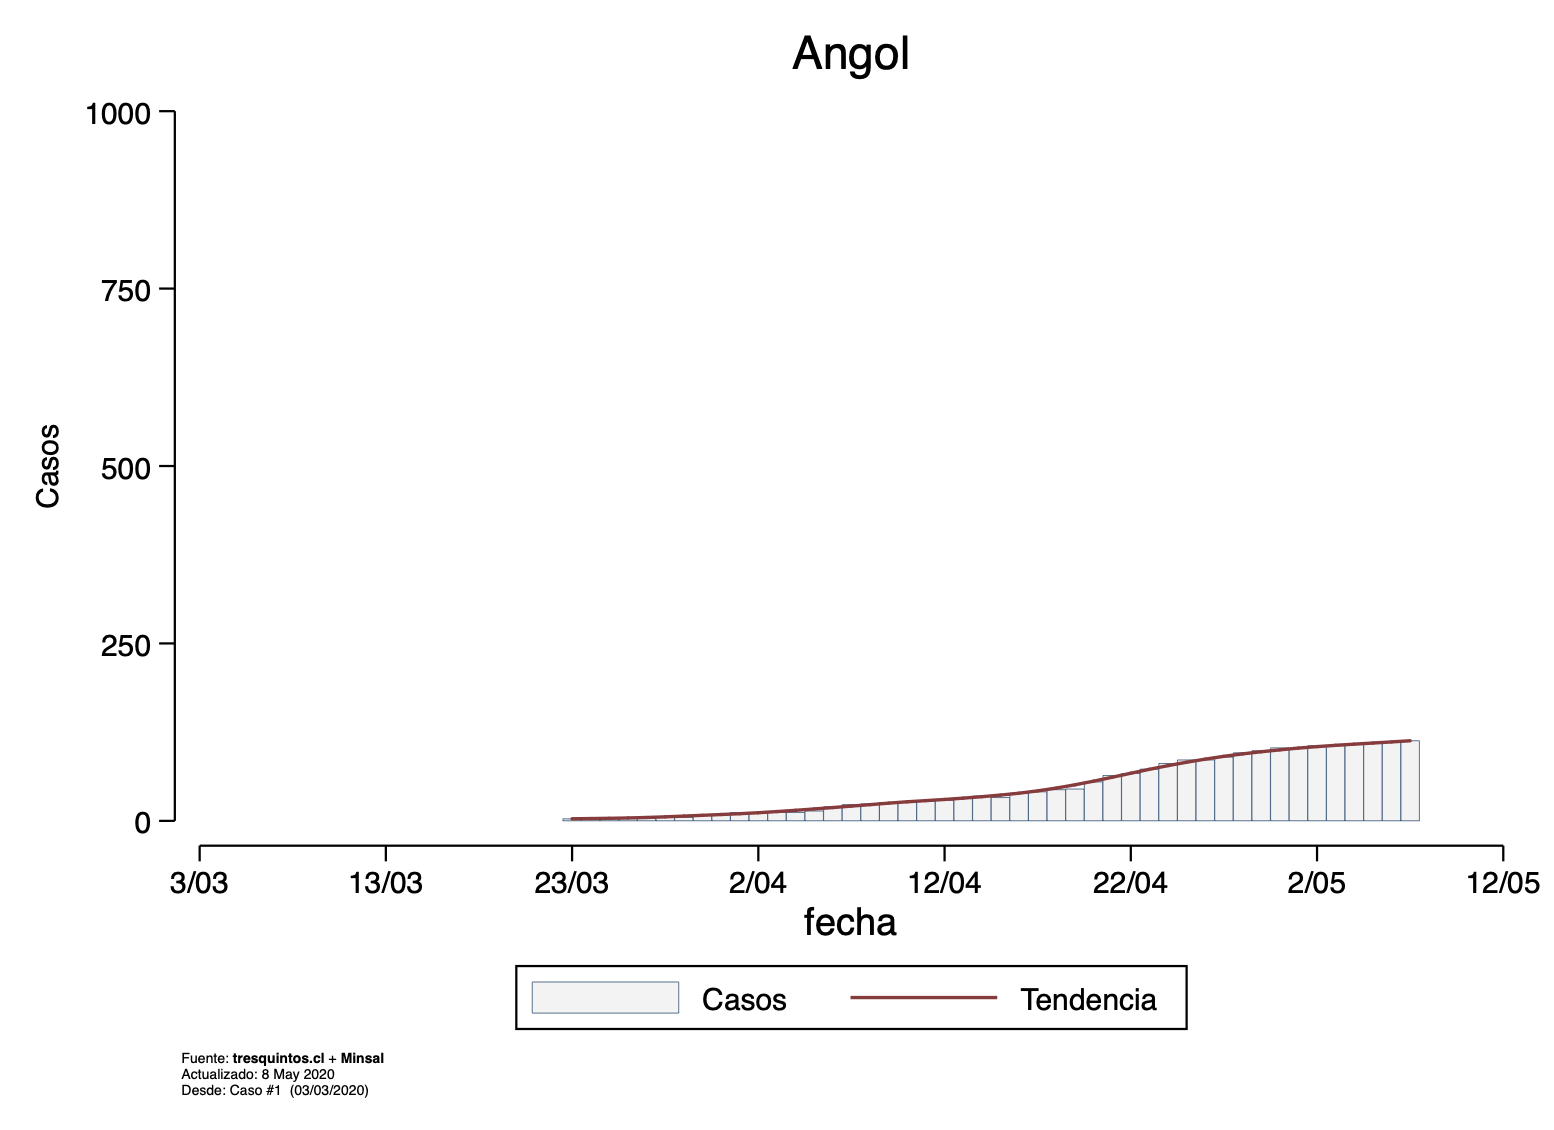 Angol
1000
750
500
250
0
Casos
3/03 13/03 23/03 2/04 12/04 22/04 2/05 12/05
fecha
Casos Tendencia
Fuente: tresquintos.cl + Minsal
Actualizado: 8 May 2020
Desde: Caso #1 (03/03/2020)